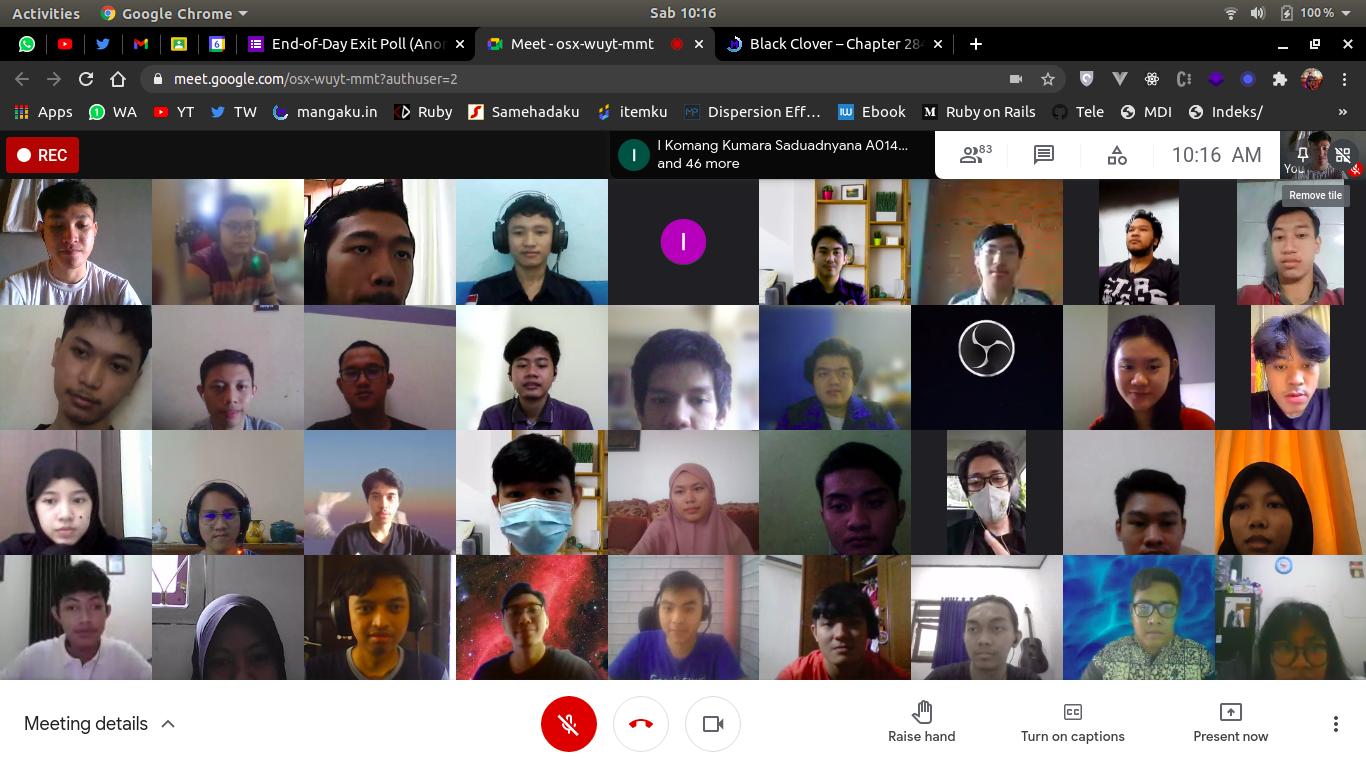 Activities
Google Chrome
Sab 10:16
100 %
End-of-Day Exit Poll (Anor
Meet - osx-wuyt-mmt
Black Clover – Chapter 28
meet.google.com/osx-wuyt-mmt?authuser=2
Apps
WA
YT
TW
mangaku.in
Ruby
Samehadaku
itemku
Dispersion Eff…
Ebook
Ruby on Rails
Tele
MDI
Indeks/
»
REC
I
I Komang Kumara Saduadnyana A014...
and 46 more
83
10:16 AM
You
Remove tile
I
Meeting details
Raise hand
Turn on captions
Present now